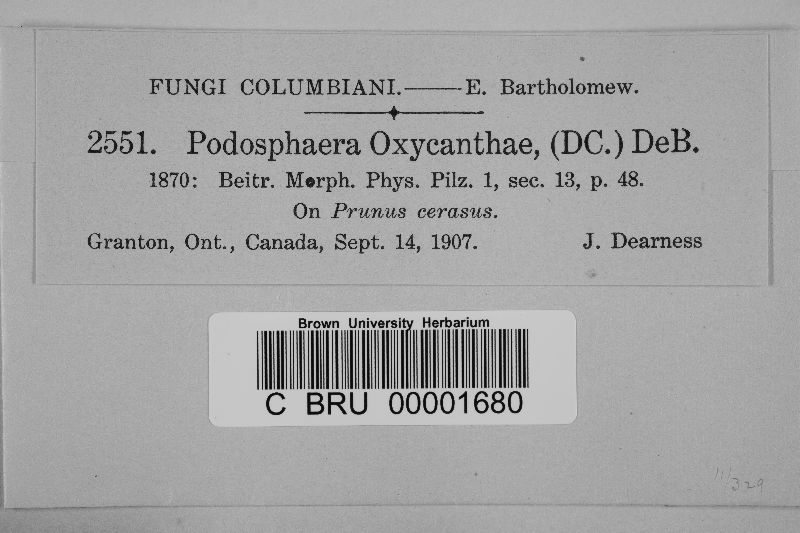 FUNGI COLUMBIANI.——E. Bartholomew.
2551. Podosphaera Oxycanthae, (DC.) DeB.
1870: Beitr. Morph. Phys. Pilz. 1, sec. 13, p. 48.
On Prunus cerasus.
Granton, Ont., Canada, Sept. 14, 1907. J. Dearness
Brown University Herbarium
C BRU 00001680
329